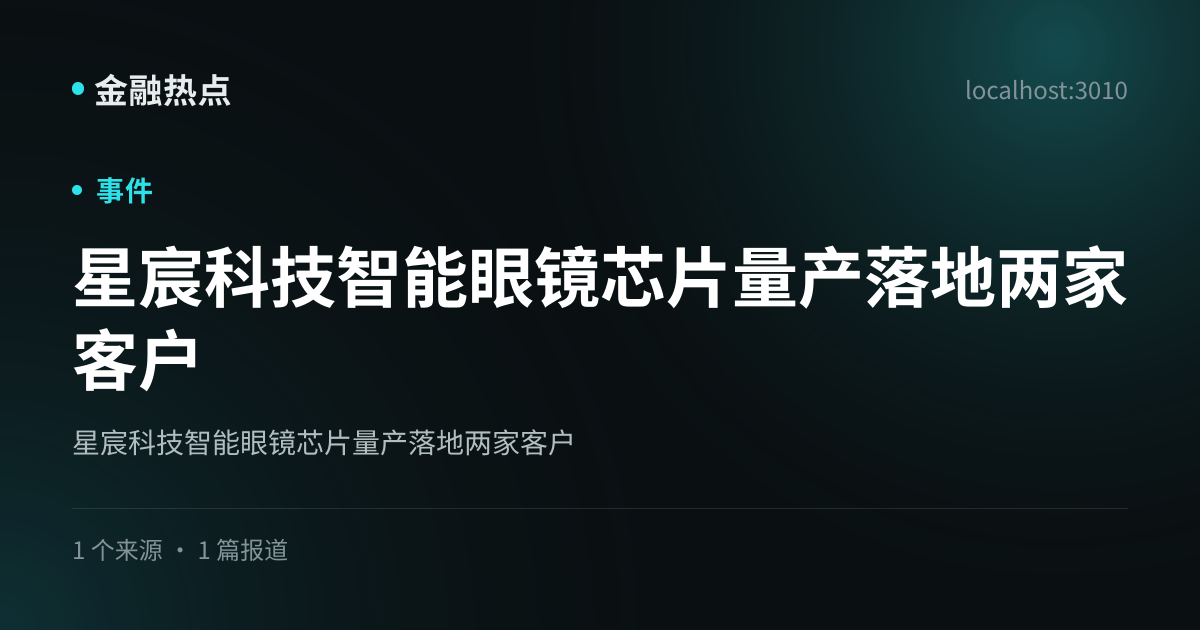 金融热点
localhost:3010
事件
星宸科技智能眼镜芯片量产落地两家
客户
星宸科技智能眼镜芯片量产落地两家客户
1 个来源 · 1 篇报道